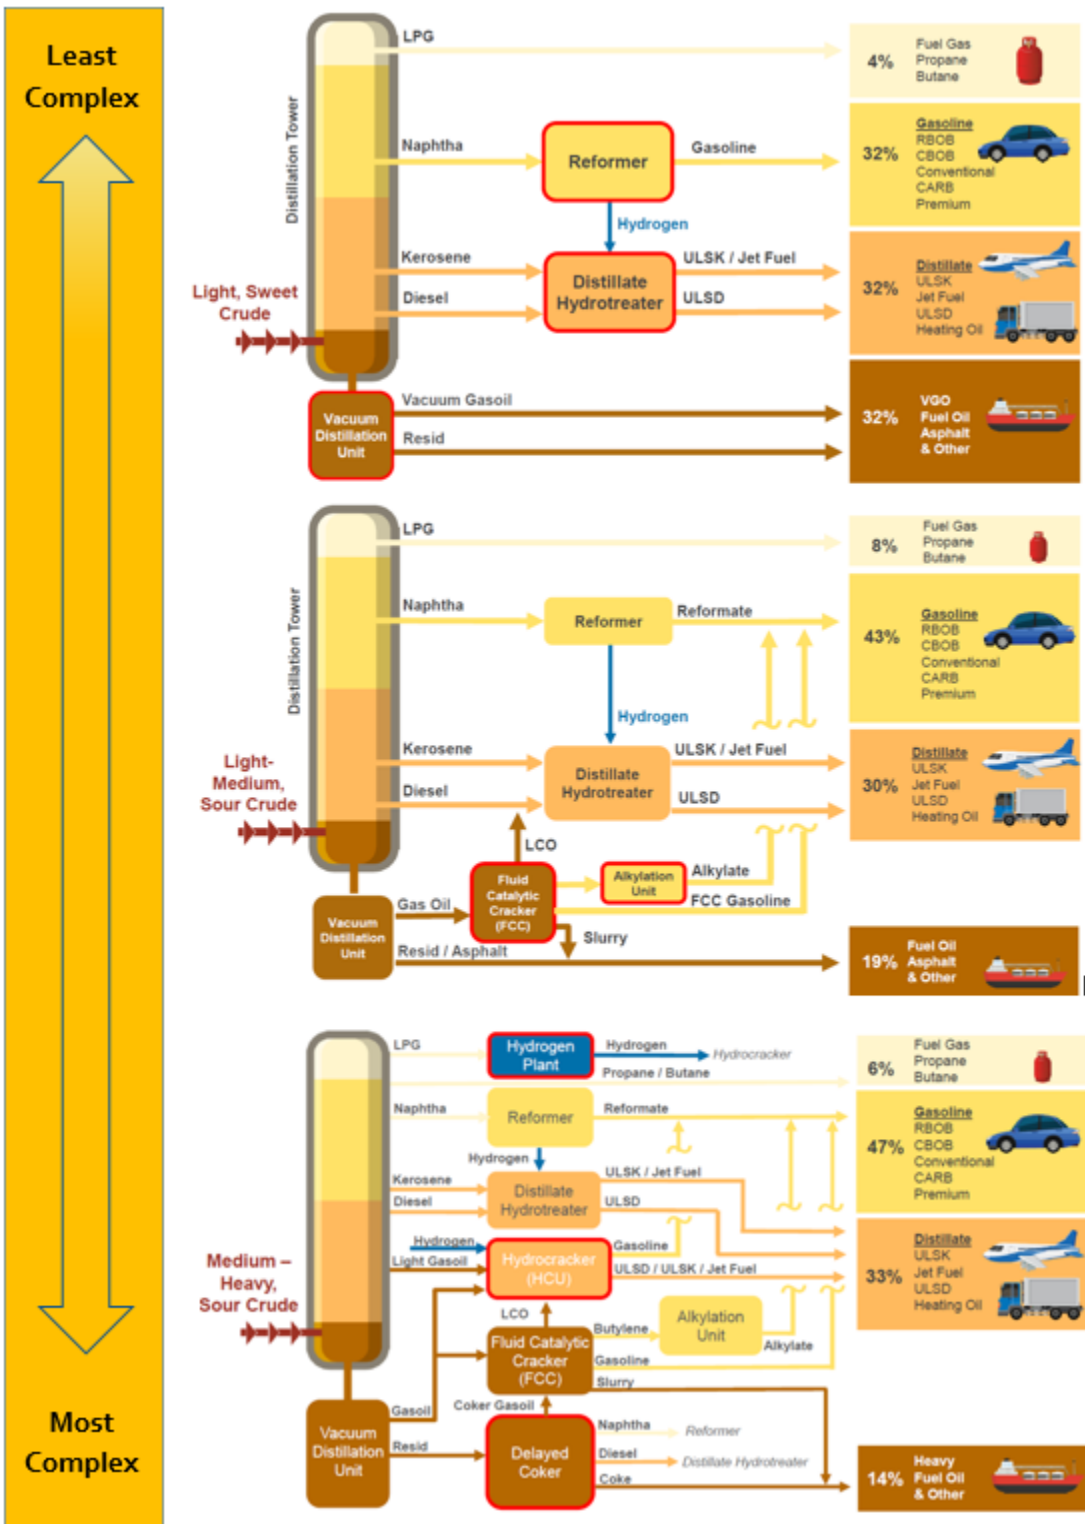 Least
Complex
Most
Complex
Distillation Tower
LPG
Naphtha
Reformer
Gasoline
Hydrogen
Kerosene
Diesel
Distillate
Hydrotreater
ULSK / Jet Fuel
ULSD
Light, Sweet
Crude
Vacuum
Distillation
Unit
Vacuum Gasoil
Resid
4%
Fuel Gas
Propane
Butane
32%
Gasoline
RBOB
CBOB
Conventional
CARB
Premium
32%
Distillate
ULSK
Jet Fuel
ULSD
Heating Oil
32%
VGO
Fuel Oil
Asphalt
& Other
Distillation Tower
LPG
Naphtha
Reformer
Reformate
Hydrogen
Kerosene
Diesel
Distillate
Hydrotreater
ULSK / Jet Fuel
ULSD
Light-
Medium,
Sour Crude
LCO
Fluid
Catalytic
Cracker
(FCC)
Alkylation
Unit
Alkylate
FCC Gasoline
Slurry
Vacuum
Distillation
Unit
Gas Oil
Resid / Asphalt
8%
Fuel Gas
Propane
Butane
43%
Gasoline
RBOB
CBOB
Conventional
CARB
Premium
30%
Distillate
ULSK
Jet Fuel
ULSD
Heating Oil
19%
Fuel Oil
Asphalt
& Other
LPG
Hydrogen
Plant
Hydrogen
Hydrocracker
Propane / Butane
Naphtha
Reformer
Reformate
Hydrogen
Kerosene
Diesel
Distillate
Hydrotreater
ULSK / Jet Fuel
ULSD
Hydrogen
Light Gasoil
Hydrocracker
(HCU)
Gasoline
ULSD / ULSK / Jet Fuel
Medium –
Heavy,
Sour Crude
LCO
Fluid Catalytic
Cracker
(FCC)
Butylene
Alkylation
Unit
Alkylate
Gasoline
Slurry
Vacuum
Distillation
Unit
Gasoil
Resid
Coker Gasoil
Delayed
Coker
Naphtha
Reformer
Diesel
Distillate Hydrotreater
Coke
6%
Fuel Gas
Propane
Butane
47%
Gasoline
RBOB
CBOB
Conventional
CARB
Premium
33%
Distillate
ULSK
Jet Fuel
ULSD
Heating Oil
14%
Heavy
Fuel Oil
& Other